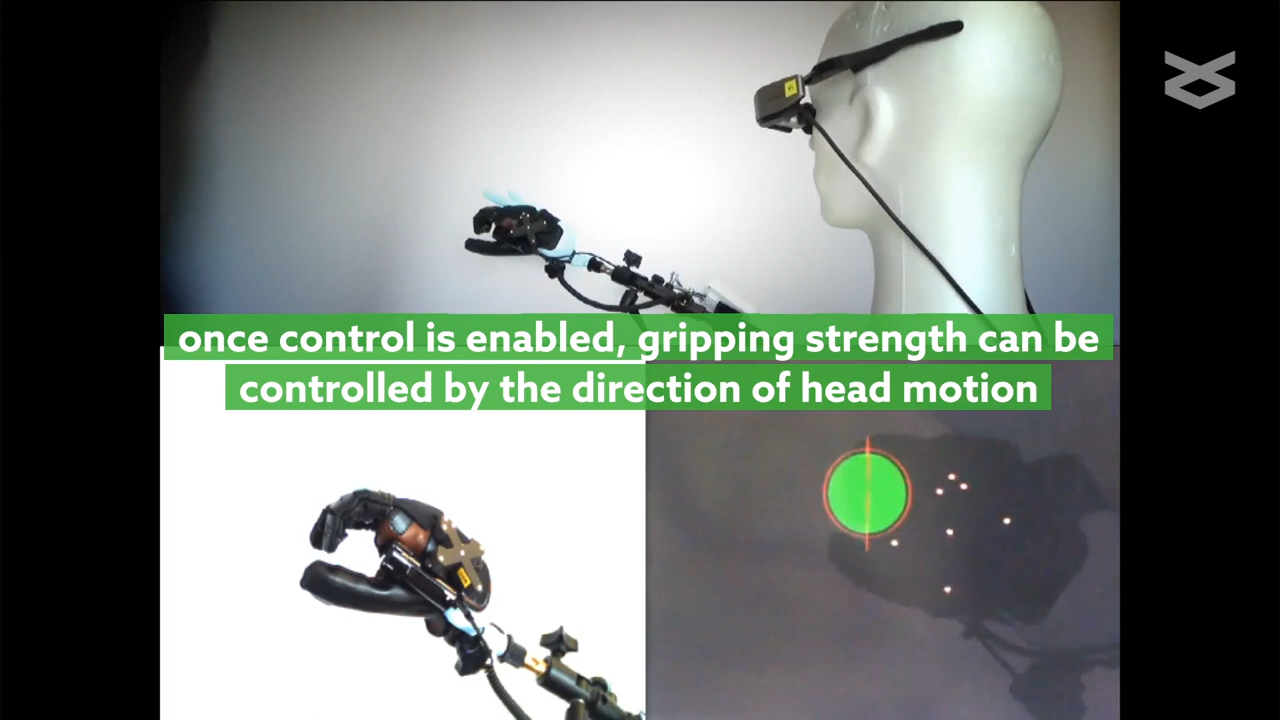 once control is enabled, gripping strength can be
controlled by the direction of head motion